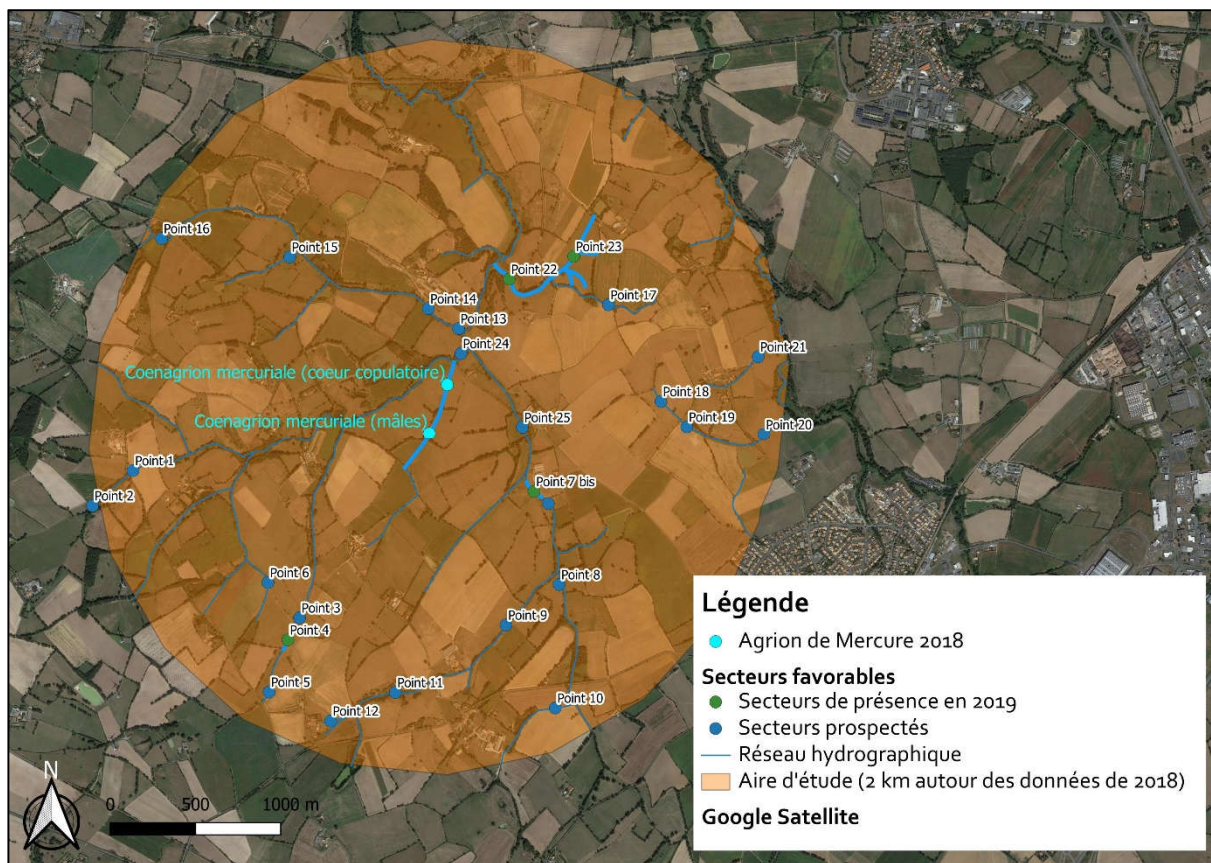 Point 16
Point 15
Point 23
Point 22
Point 14
Point 17
Point 13
Point 24
Point 21
Coenagrion mercuriale (coeur copulatoire)
Point 18
Coenagrion mercuriale (mâles)
Point 25
Point 19
Point 20
Point 1
Point 2
Point 7 bis
Point 6
Point 8
Point 3
Point 9
Point 4
Point 5
Point 11
Point 10
Point 12
N
0 500 1000 m
Légende
Agrion de Mercure 2018
Secteurs favorables
Secteurs de présence en 2019
Secteurs prospectés
Réseau hydrographique
Aire d'étude (2 km autour des données de 2018)
Google Satellite